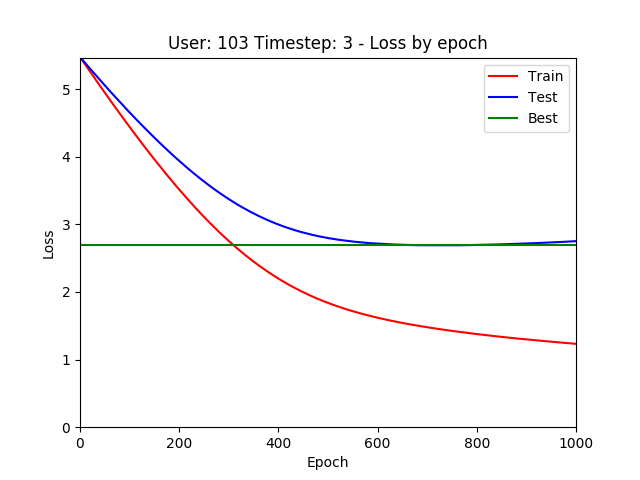 User: 103 Timestep: 3 - Loss by epoch
Train
Test
Best
5
4
3
2
1
0
Loss
0 200 400 600 800 1000
Epoch